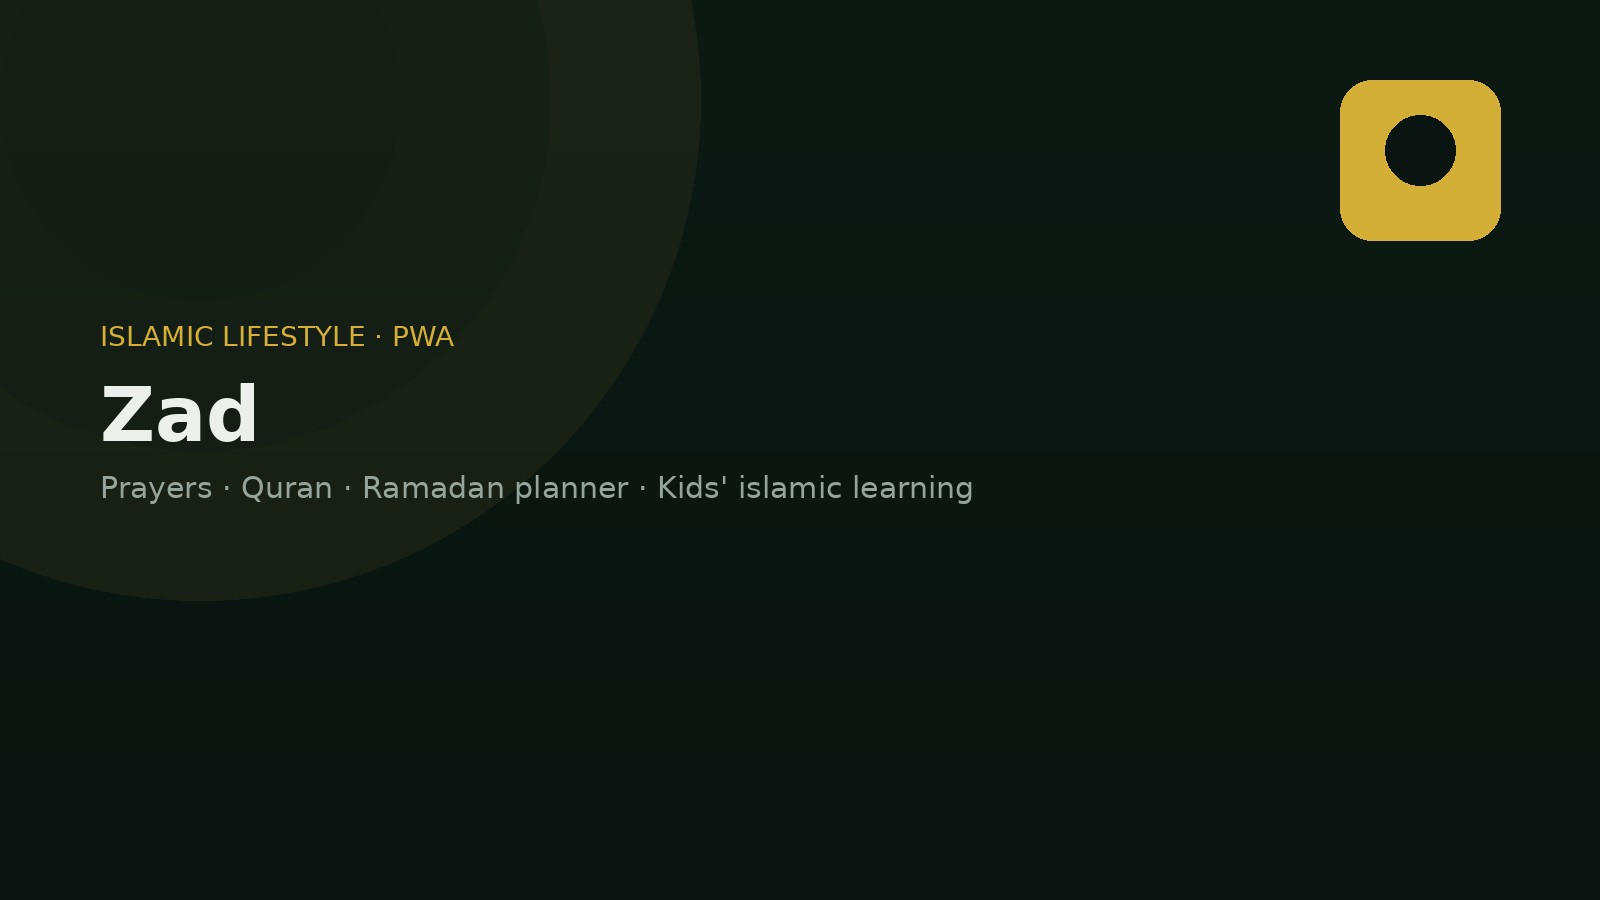 ISLAMIC LIFESTYLE · PWA
Zad
Prayers · Quran · Ramadan planner · Kids' islamic learning